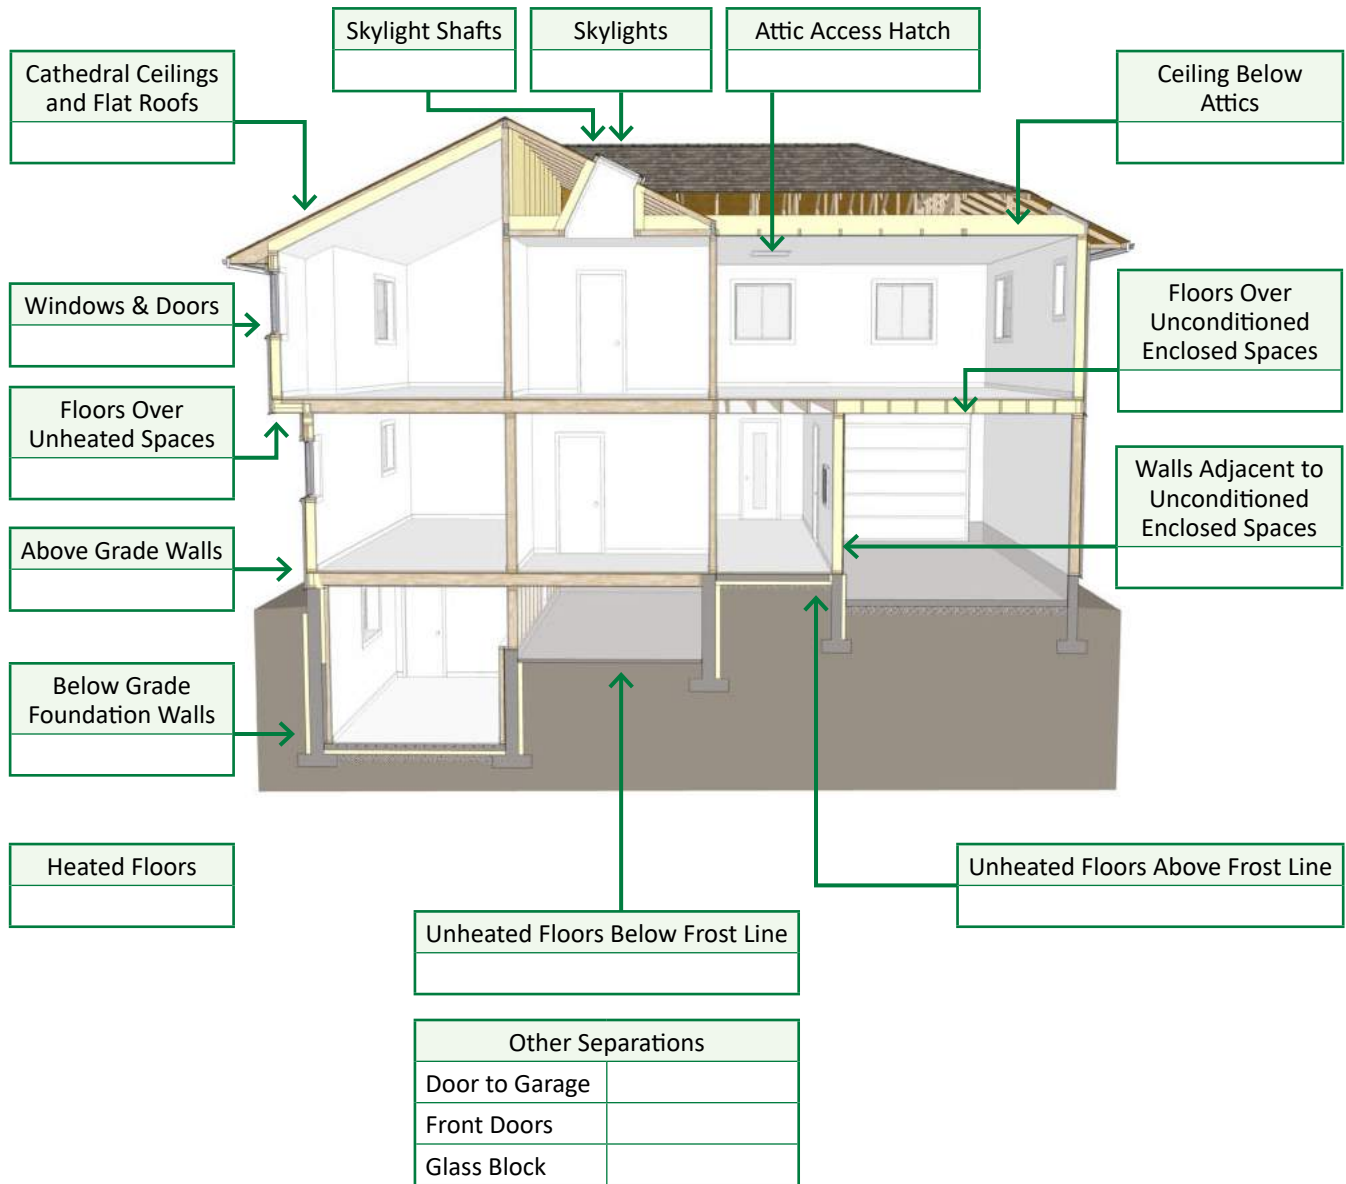 Skylight Shafts
Skylights
Attic Access Hatch
Cathedral Ceilings
and Flat Roofs
Ceiling Below
Attics
Windows & Doors
Floors Over
Unconditioned
Enclosed Spaces
Floors Over
Unheated Spaces
Walls Adjacent to
Unconditioned
Enclosed Spaces
Above Grade Walls
Below Grade
Foundation Walls
Heated Floors
Unheated Floors Above Frost Line
Unheated Floors Below Frost Line
Other Separations
Door to Garage
Front Doors
Glass Block